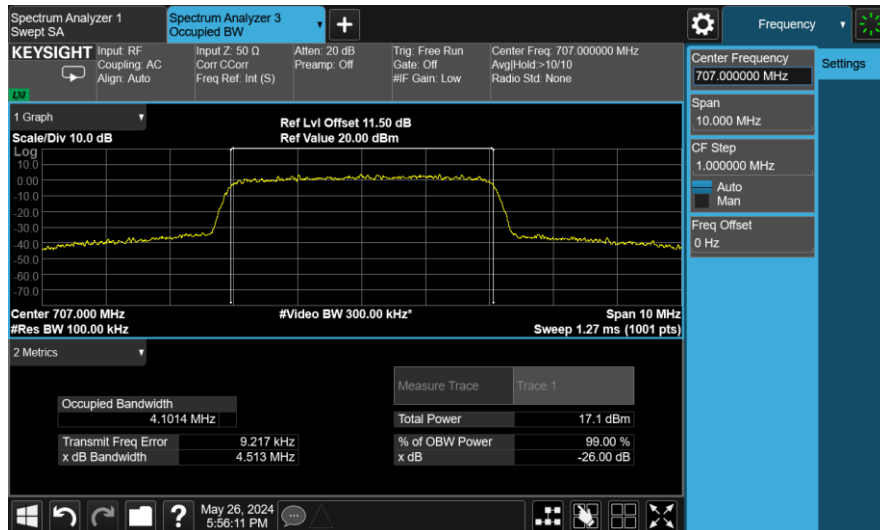 Spectrum Analyzer 1
Swept SA
Spectrum Analyzer 3
Occupied BW
Frequency
KEYSIGHT
Input: RF
Coupling: AC
Align: Auto
Input Z: 50 Ω
Corr CCorr
Freq Ref: Int (S)
Atten: 20 dB
Preamp: Off
Trig: Free Run
Gate: Off
#IF Gain: Low
Center Freq: 707.000000 MHz
Avg|Hold:>10/10
Radio Std: None
LXI
Center Frequency
707.000000 MHz
Settings
Span
10.000 MHz
CF Step
1.000000 MHz
Auto
Man
Freq Offset
0 Hz
1 Graph
Scale/Div 10.0 dB
Ref Lvl Offset 11.50 dB
Ref Value 20.00 dBm
Log
10.0
0.00
-10.0
-20.0
-30.0
-40.0
-50.0
-60.0
-70.0
Center 707.000 MHz
#Video BW 300.00 kHz*
Span 10 MHz
#Res BW 100.00 kHz
Sweep 1.27 ms (1001 pts)
2 Metrics
Measure Trace
Trace 1
Occupied Bandwidth
4.1014 MHz
Total Power
17.1 dBm
Transmit Freq Error
9.217 kHz
% of OBW Power
99.00 %
x dB Bandwidth
4.513 MHz
x dB
-26.00 dB
May 26, 2024
5:56:11 PM